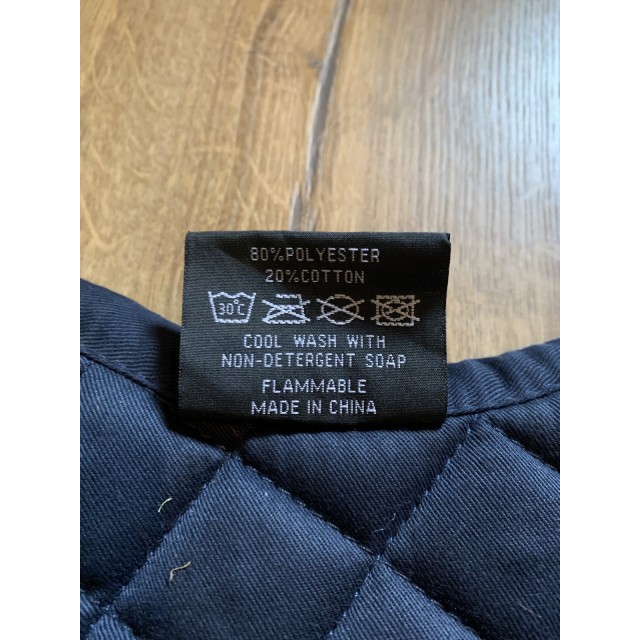 80%POLYESTER
20%COTTON
30°C
COOL WASH WITH
NON-DETERGENT SOAP
FLAMMABLE
MADE IN CHINA